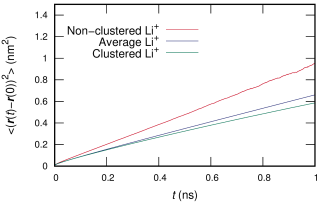 1.4
1.2
1
0.8
0.6
0.4
0.2
0
<(r(t)−r(0))²> (nm²)
Non−clustered Li⁺
Average Li⁺
Clustered Li⁺
0 0.2 0.4 0.6 0.8 1
t (ns)